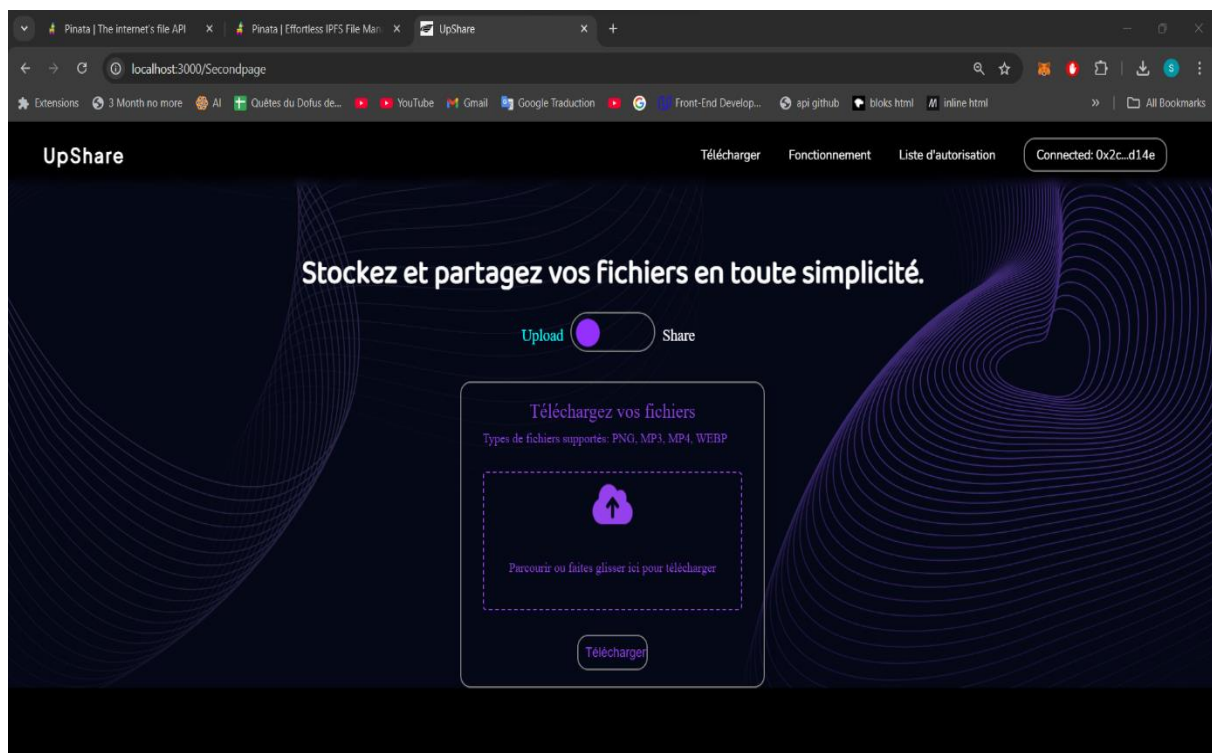 Pinata | The internet's file API
Pinata | Effortless IPFS File Man
UpShare
localhost:3000/Secondpage
S
Extensions
3 Month no more
AI
Quêtes du Dofus de...
YouTube
Gmail
Google Traduction
Front-End Develop...
api github
bloks html
inline html
»
All Bookmarks
UpShare
Télécharger
Fonctionnement
Liste d'autorisation
Connected: 0x2c...d14e
Stockez et partagez vos fichiers en toute simplicité.
Upload
Share
Téléchargez vos fichiers
Types de fichiers supportés: PNG, MP3, MP4, WEBP
Parcourir ou faites glisser ici pour télécharger
Télécharger